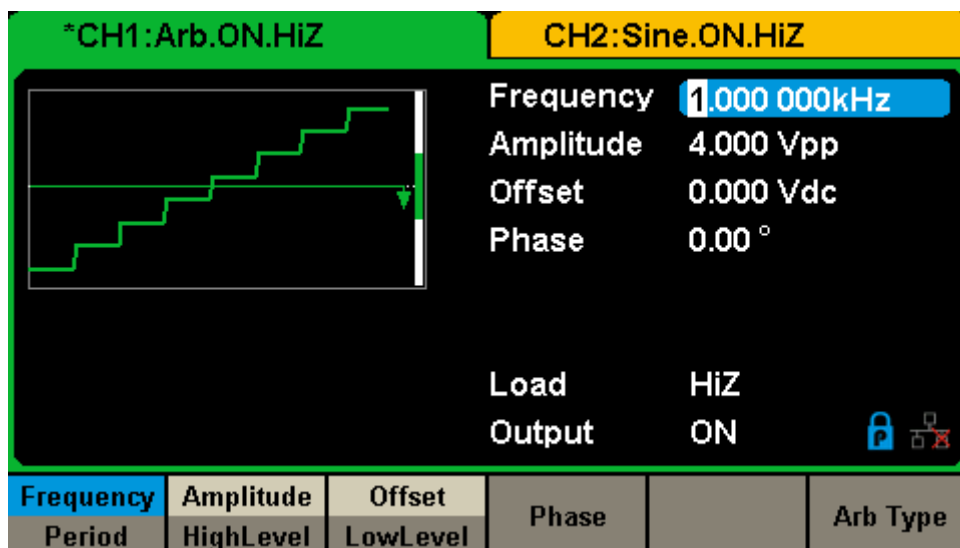 *CH1:Arb.ON.HiZ
CH2:Sine.ON.HiZ
Frequency 1.000 000kHz
Amplitude 4.000 Vpp
Offset 0.000 Vdc
Phase 0.00 °
Load HiZ
Output ON
P
Frequency Amplitude Offset Phase Arb Type
Period HighLevel LowLevel